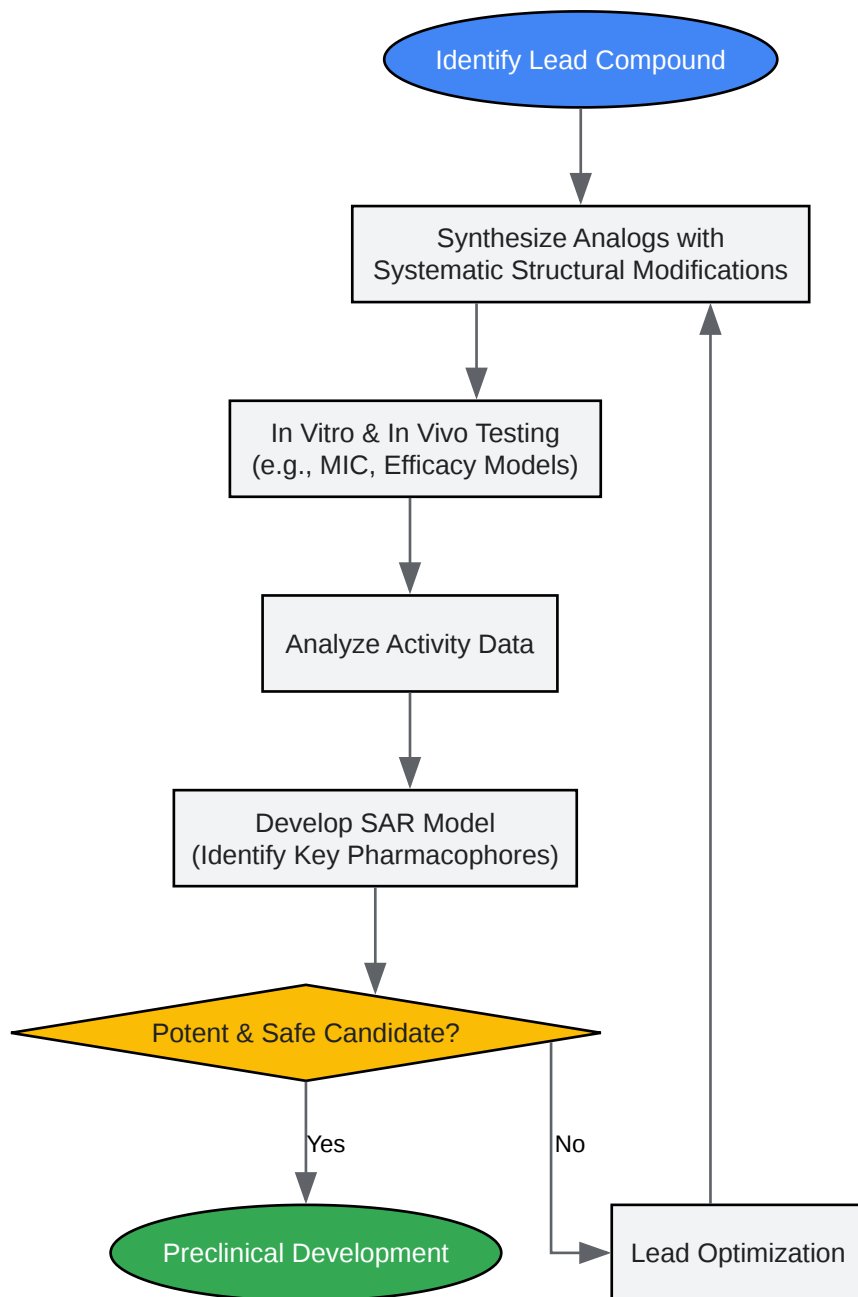 Identify Lead Compound
Synthesize Analogs with
Systematic Structural Modifications
In Vitro & In Vivo Testing
(e.g., MIC, Efficacy Models)
Analyze Activity Data
Develop SAR Model
(Identify Key Pharmacophores)
Potent & Safe Candidate?
Yes
No
Preclinical Development
Lead Optimization